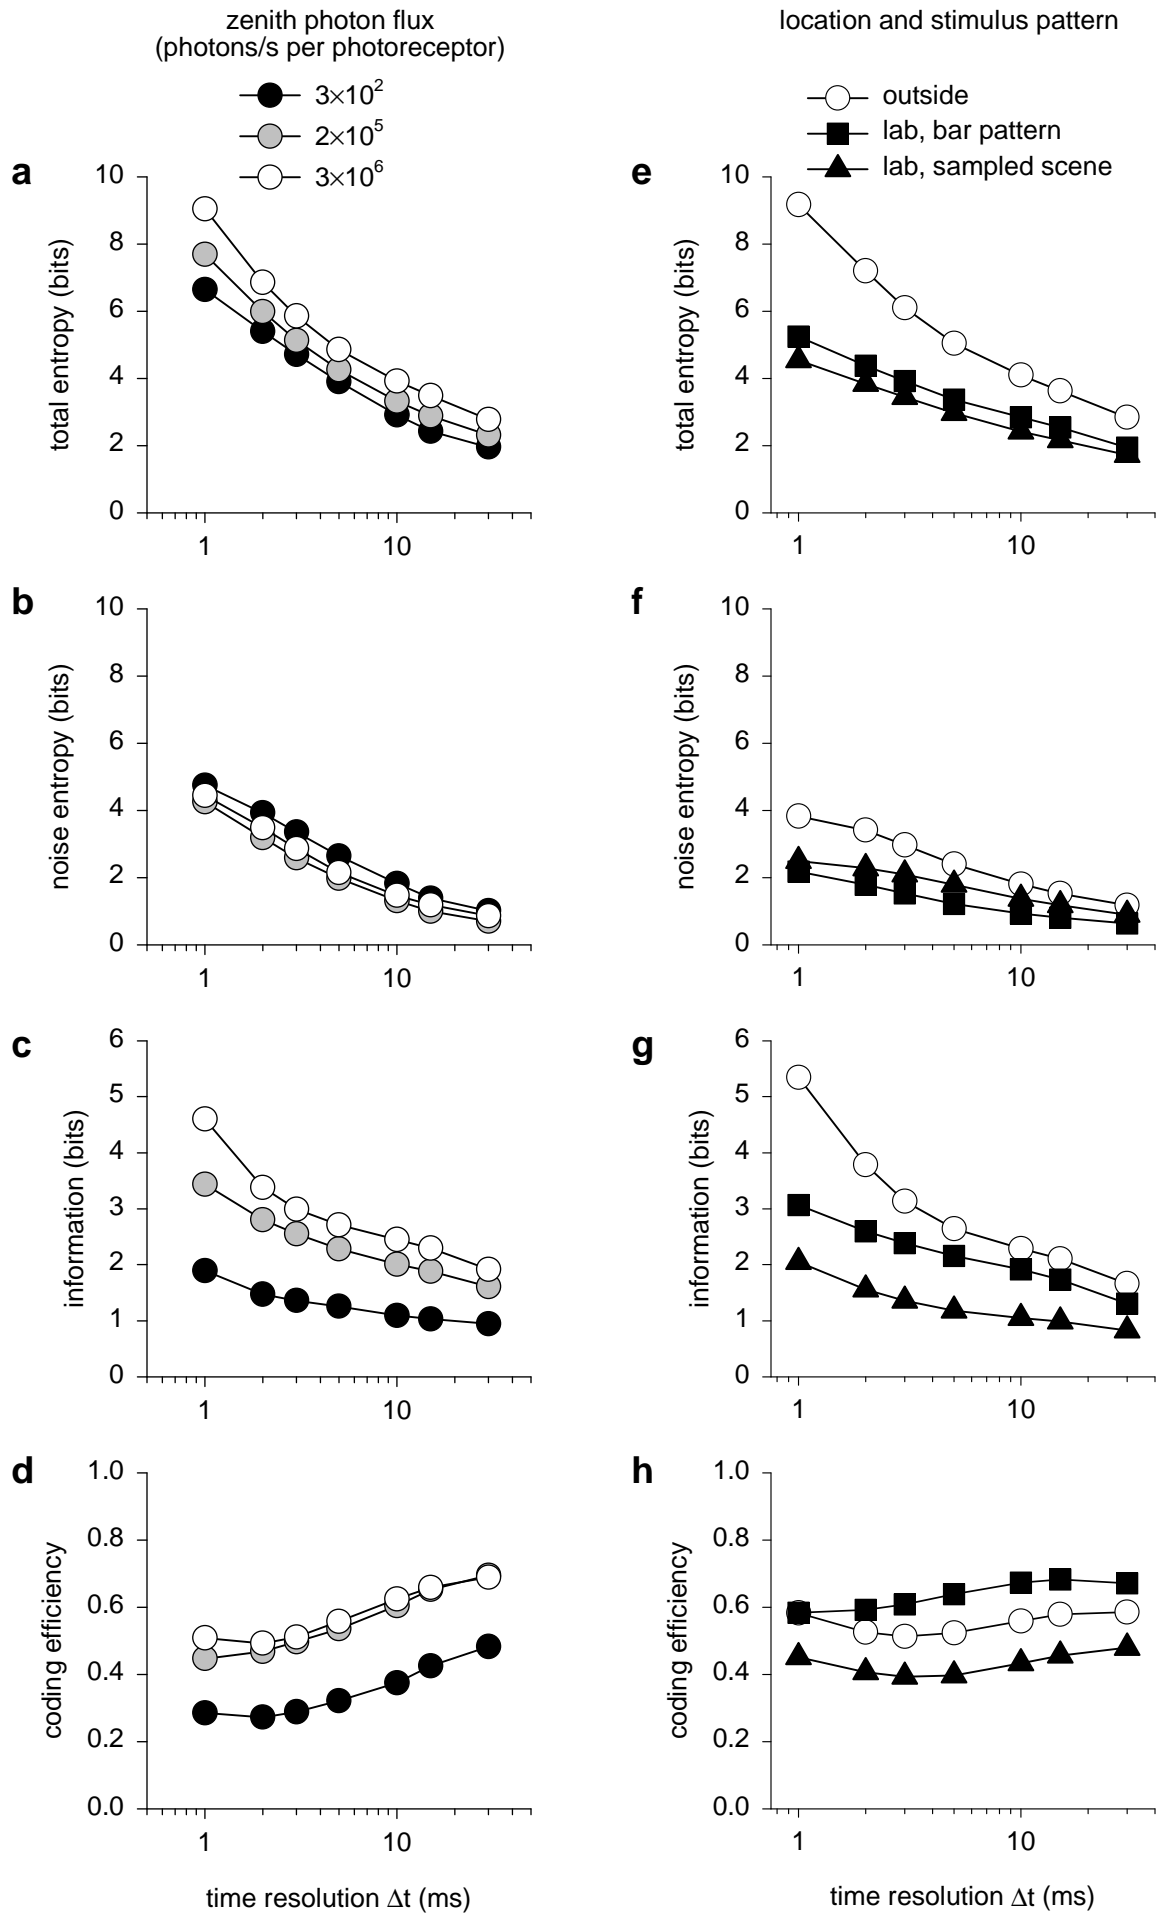 zenith photon flux
(photons/s per photoreceptor)
3×10²
2×10⁵
3×10⁶
location and stimulus pattern
outside
lab, bar pattern
lab, sampled scene
a
10
8
6
4
2
0
total entropy (bits)
1 10
e
10
8
6
4
2
0
total entropy (bits)
1 10
b
10
8
6
4
2
0
noise entropy (bits)
1 10
f
10
8
6
4
2
0
noise entropy (bits)
1 10
c
6
5
4
3
2
1
0
information (bits)
1 10
g
6
5
4
3
2
1
0
information (bits)
1 10
d
1.0
0.8
0.6
0.4
0.2
0.0
coding efficiency
1 10
time resolution Δt (ms)
h
1.0
0.8
0.6
0.4
0.2
0.0
coding efficiency
1 10
time resolution Δt (ms)